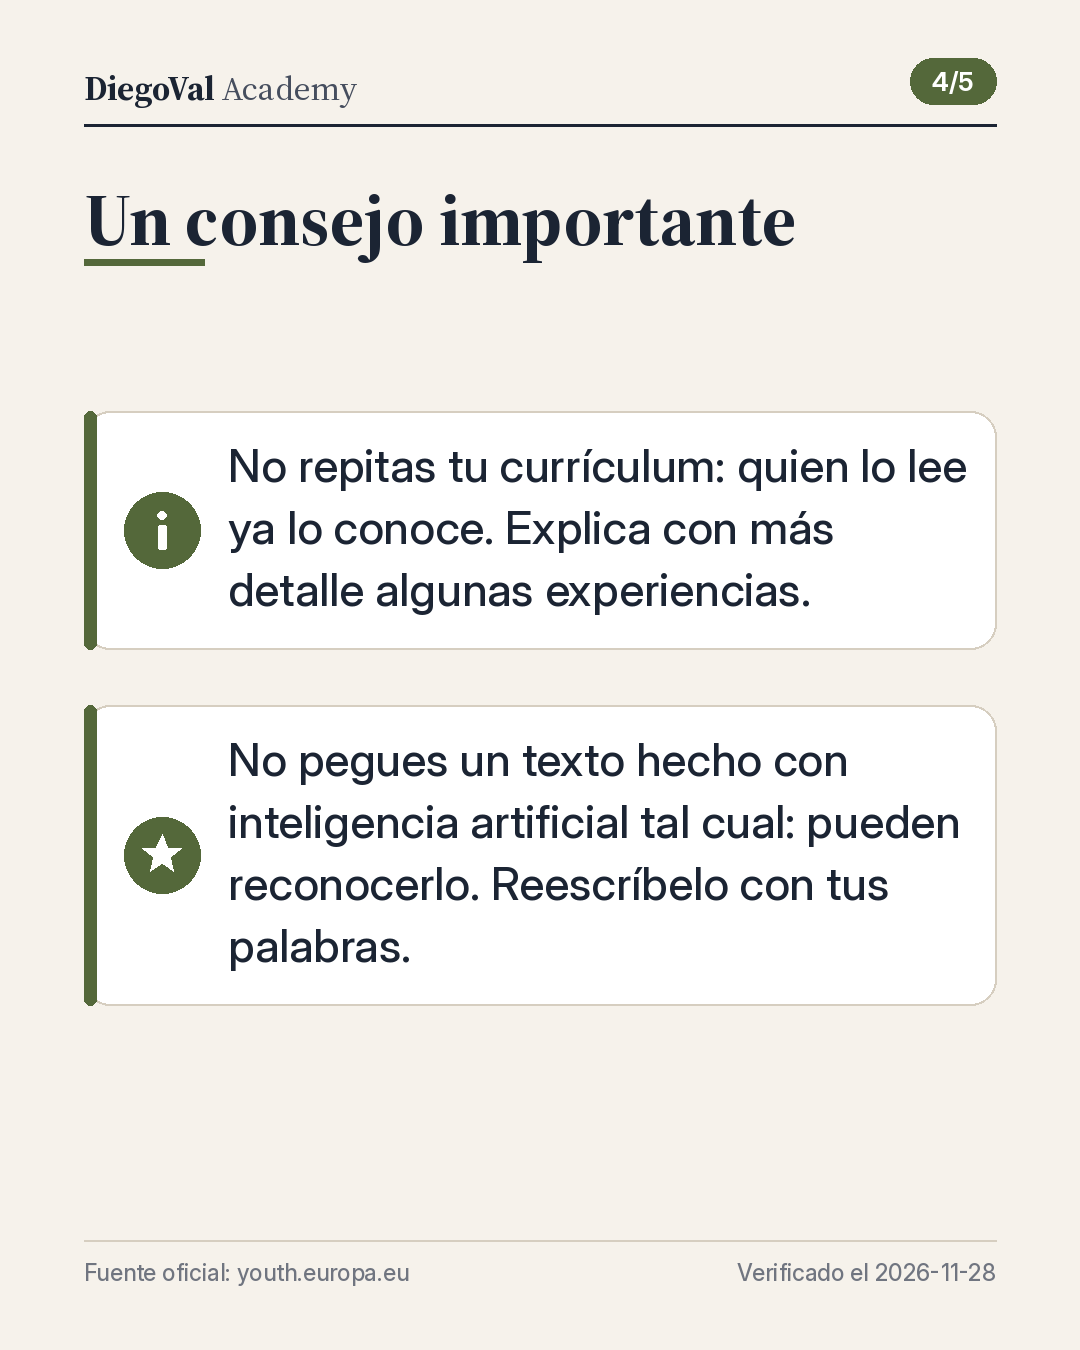 DiegoVal Academy
4/5
Un consejo importante
No repitas tu currículum: quien lo lee
ya lo conoce. Explica con más
detalle algunas experiencias.
No pegues un texto hecho con
inteligencia artificial tal cual: pueden
reconocerlo. Reescríbelo con tus
palabras.
Fuente oficial: youth.europa.eu
Verificado el 2026-11-28